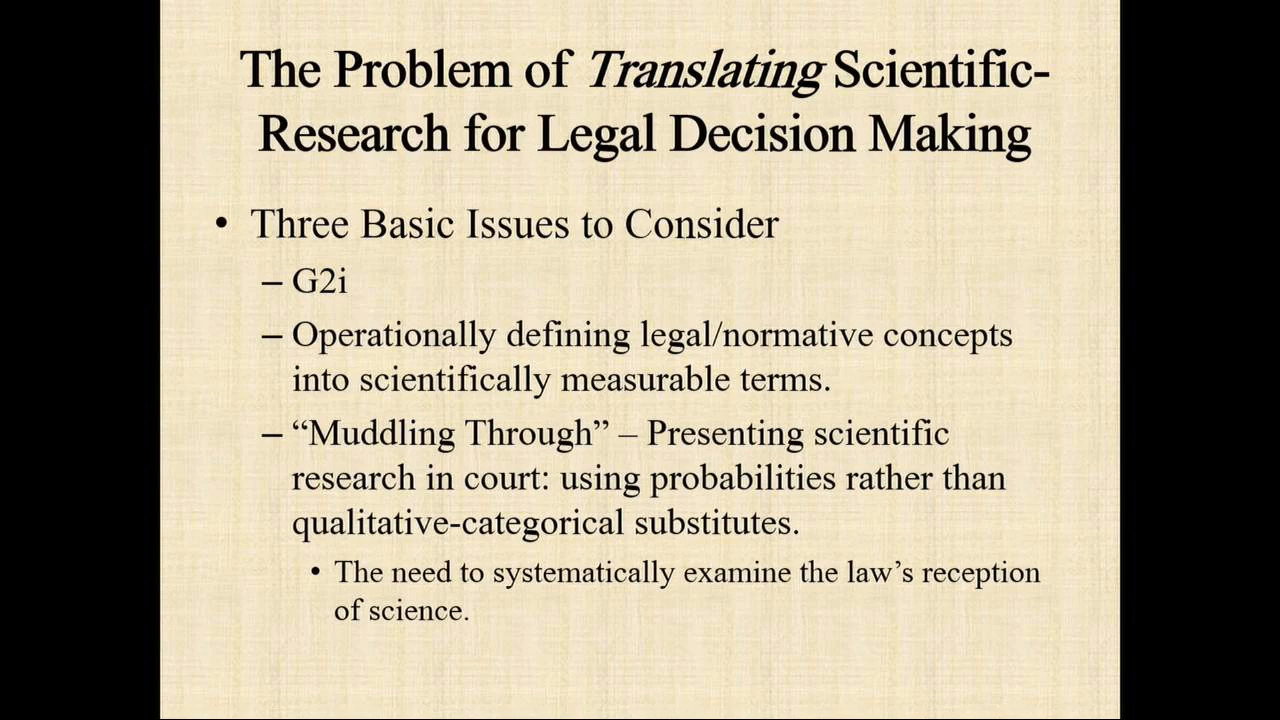 The Problem of Translating Scientific-
Research for Legal Decision Making
• Three Basic Issues to Consider
– G2i
– Operationally defining legal/normative concepts
into scientifically measurable terms.
– “Muddling Through” – Presenting scientific
research in court: using probabilities rather than
qualitative-categorical substitutes.
• The need to systematically examine the law’s reception
of science.